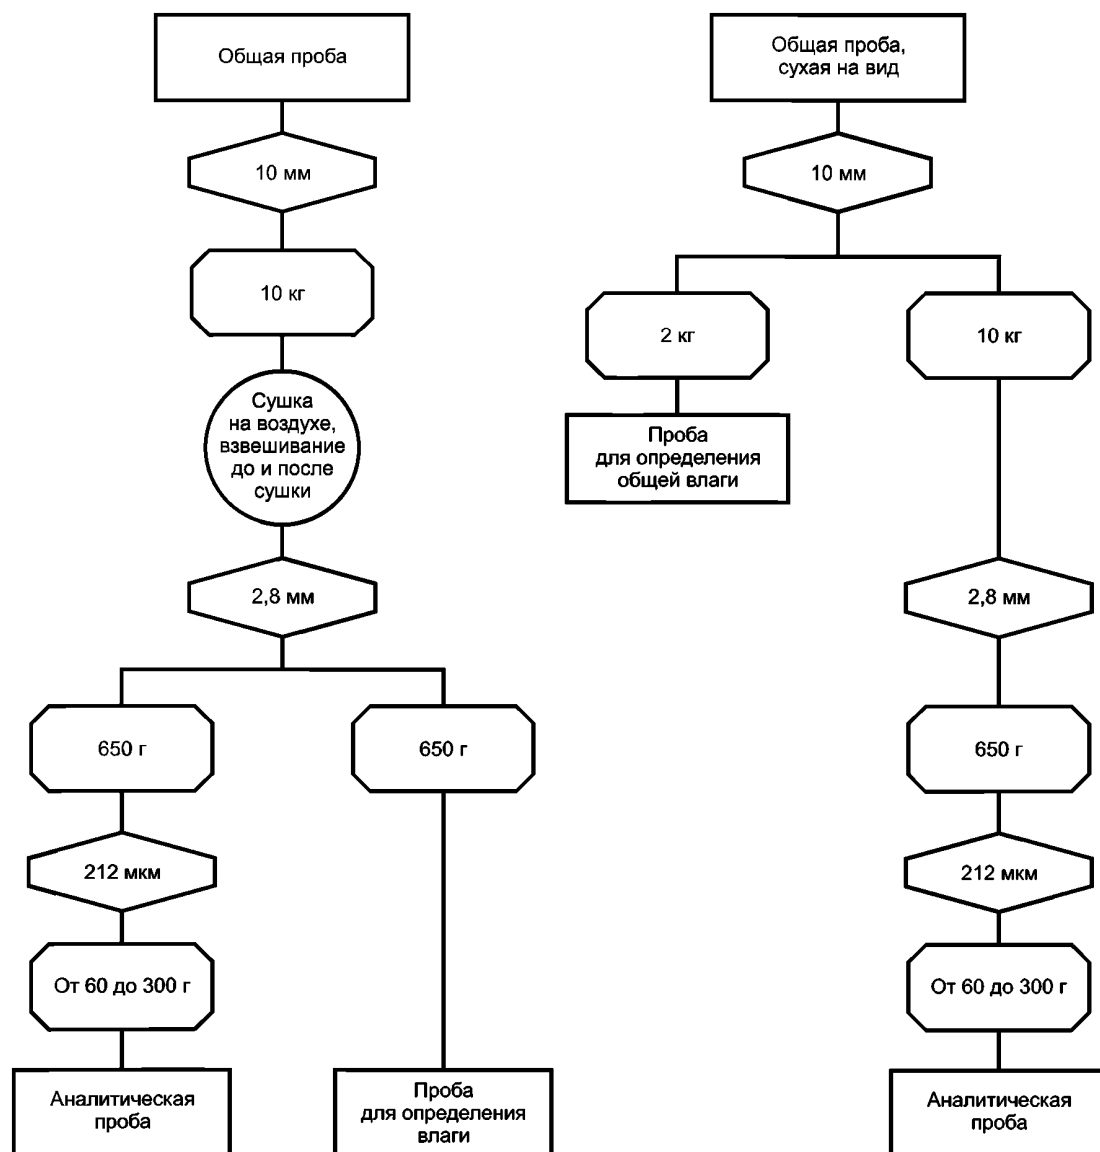 Общая проба
10 мм
10 кг
Сушка
на воздухе,
взвешивание
до и после
сушки
2,8 мм
650 г
650 г
212 мкм
От 60 до 300 г
Аналитическая
проба
Проба
для определения
влаги
Общая проба,
сухая на вид
10 мм
2 кг
Проба
для определения
общей влаги
10 кг
2,8 мм
650 г
212 мкм
От 60 до 300 г
Аналитическая
проба